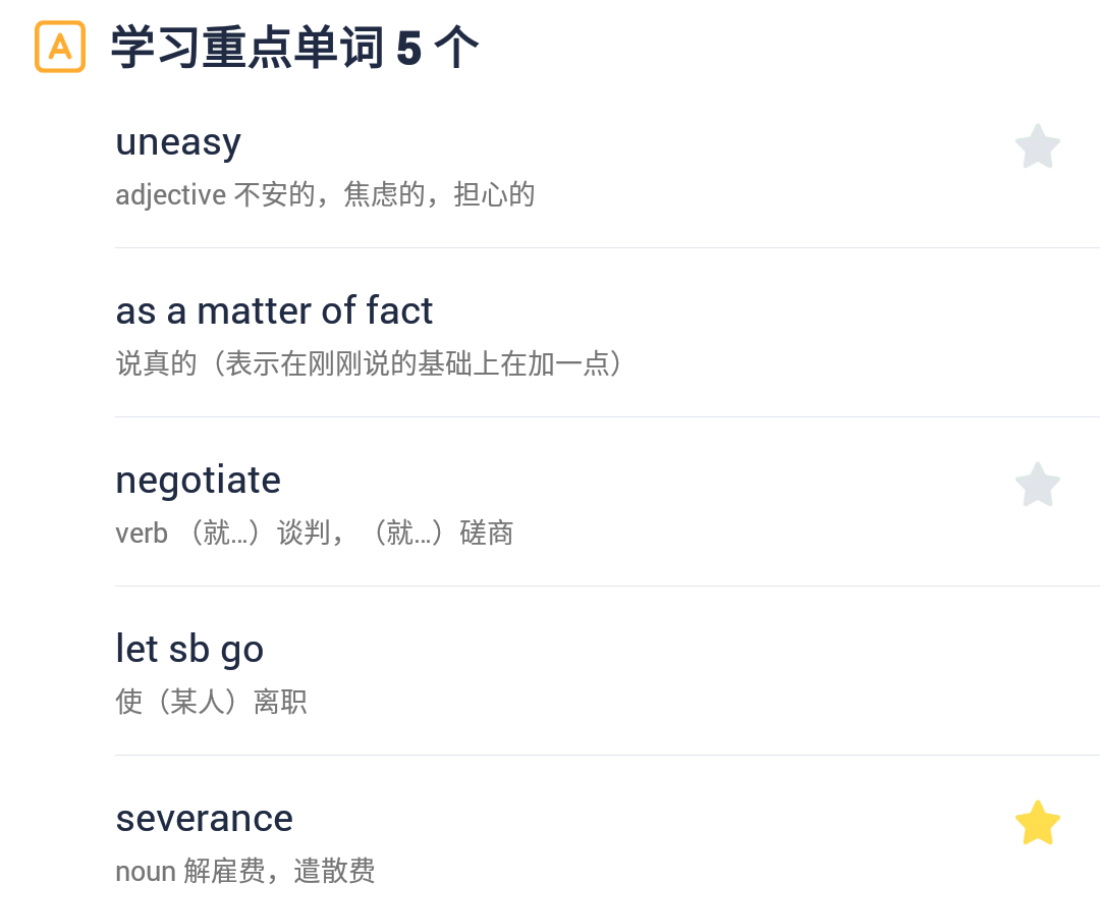 A 学习重点单词 5 个
uneasy
adjective 不安的，焦虑的，担心的
as a matter of fact
说真的（表示在刚刚说的基础上在加一点）
negotiate
verb （就...）谈判，（就...）磋商
let sb go
使（某人）离职
severance
noun 解雇费，遣散费